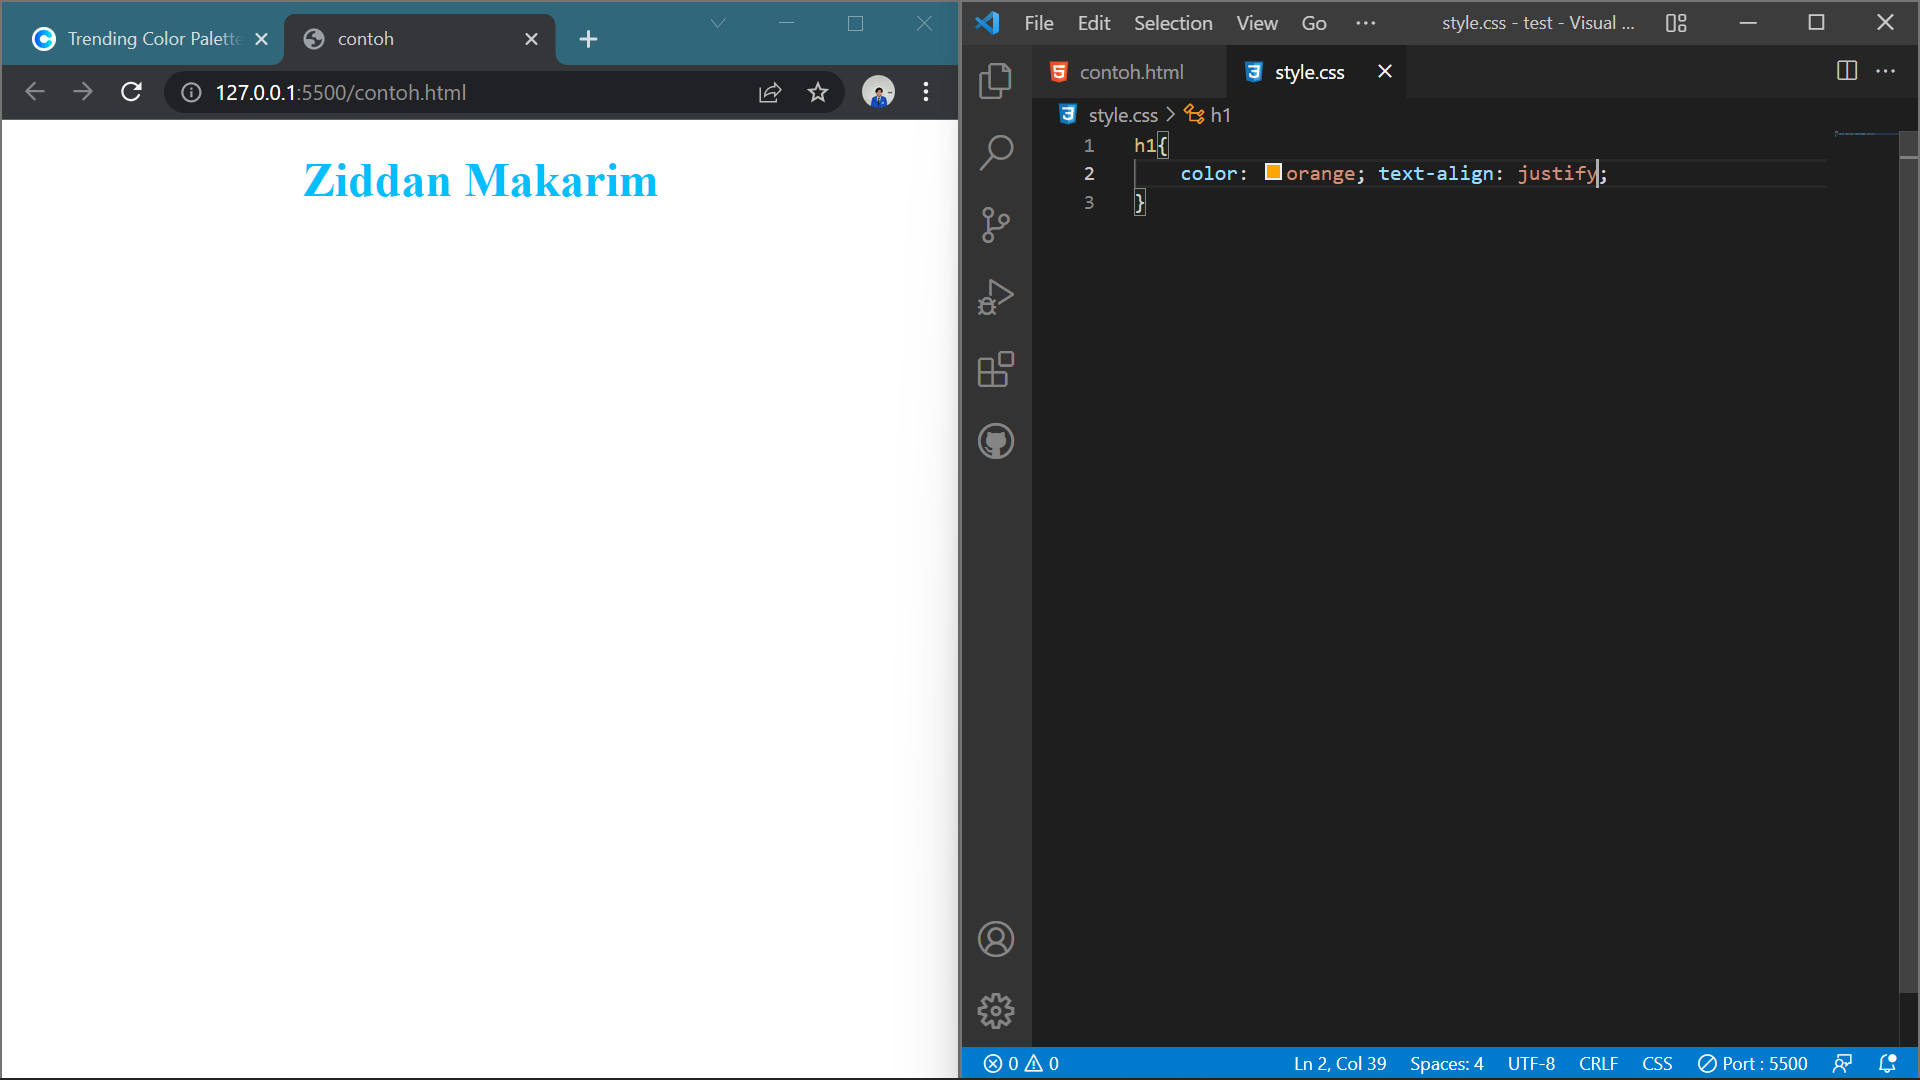 Trending Color Palette
contoh
127.0.0.1:5500/contoh.html
Ziddan Makarim
File Edit Selection View Go ··· style.css - test - Visual ...
contoh.html style.css
style.css > h1
1 h1{
2 color: orange; text-align: justify;
3 }
0 0 Ln 2, Col 39 Spaces: 4 UTF-8 CRLF CSS Port : 5500